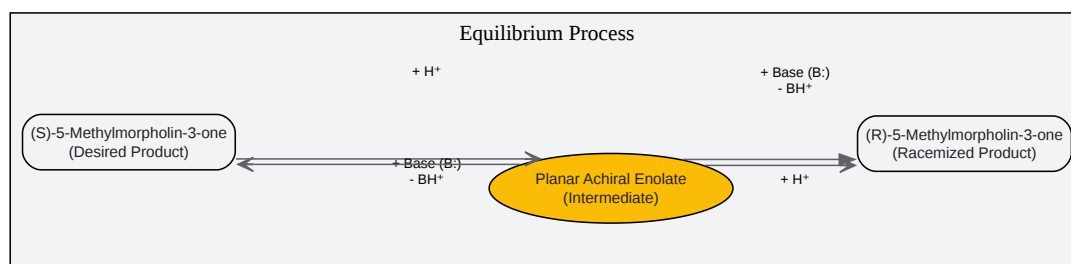 Equilibrium Process
+ H⁺
+ Base (B:)
- BH⁺
(S)-5-Methylmorpholin-3-one
(Desired Product)
(R)-5-Methylmorpholin-3-one
(Racemized Product)
+ Base (B:)
- BH⁺
Planar Achiral Enolate
(Intermediate)
+ H⁺